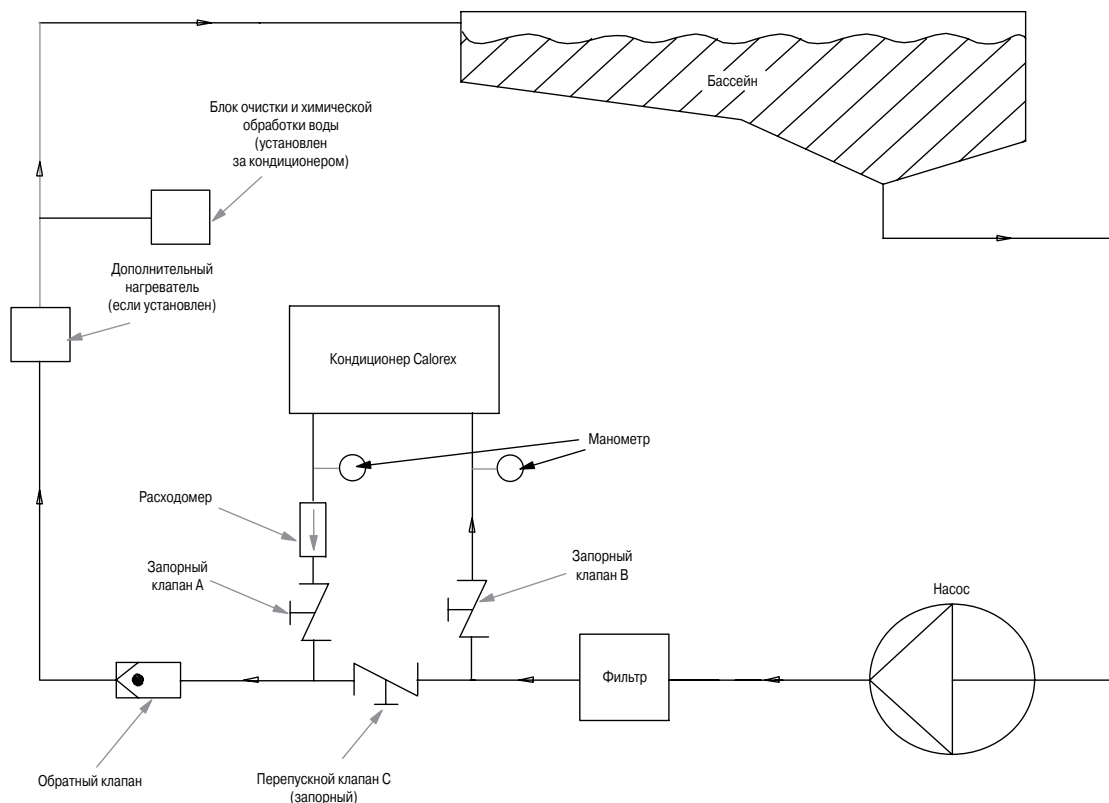 Бассейн
Блок очистки и химической
обработки воды
(установлен
за кондиционером)
Дополнительный
нагреватель
(если установлен)
Кондиционер Calorex
Манометр
Расходомер
Запорный
клапан A
Запорный
клапан B
Насос
Фильтр
Обратный клапан
Перепускной клапан C
(запорный)